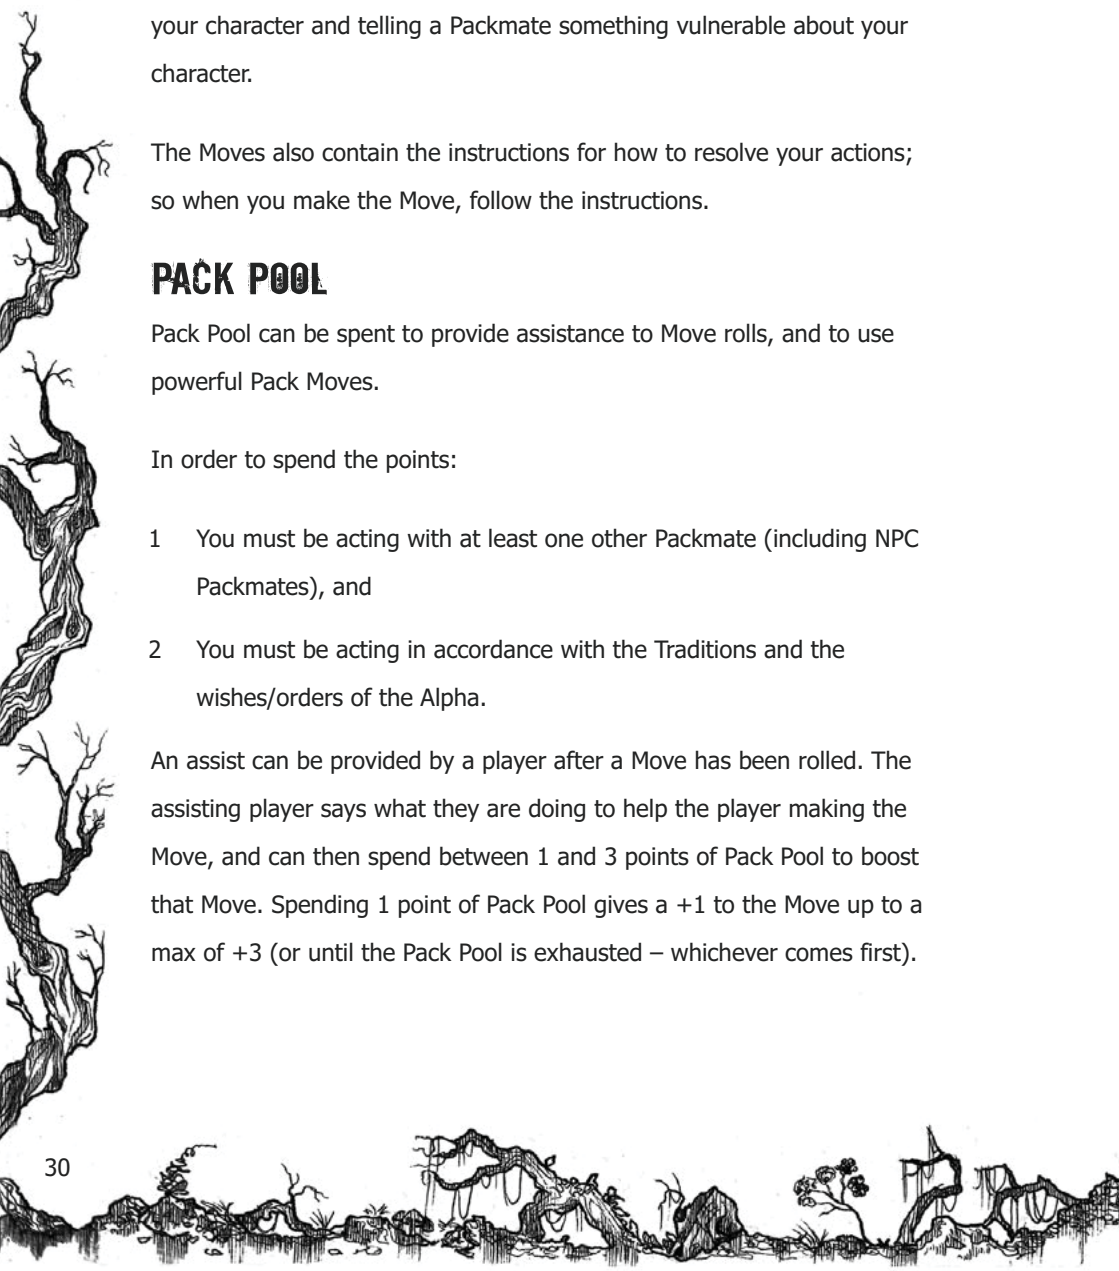 your character and telling a Packmate something vulnerable about your
character.
The Moves also contain the instructions for how to resolve your actions;
so when you make the Move, follow the instructions.
PACK POOL
Pack Pool can be spent to provide assistance to Move rolls, and to use
powerful Pack Moves.
In order to spend the points:
1 You must be acting with at least one other Packmate (including NPC
Packmates), and
2 You must be acting in accordance with the Traditions and the
wishes/orders of the Alpha.
An assist can be provided by a player after a Move has been rolled. The
assisting player says what they are doing to help the player making the
Move, and can then spend between 1 and 3 points of Pack Pool to boost
that Move. Spending 1 point of Pack Pool gives a +1 to the Move up to a
max of +3 (or until the Pack Pool is exhausted – whichever comes first).
30